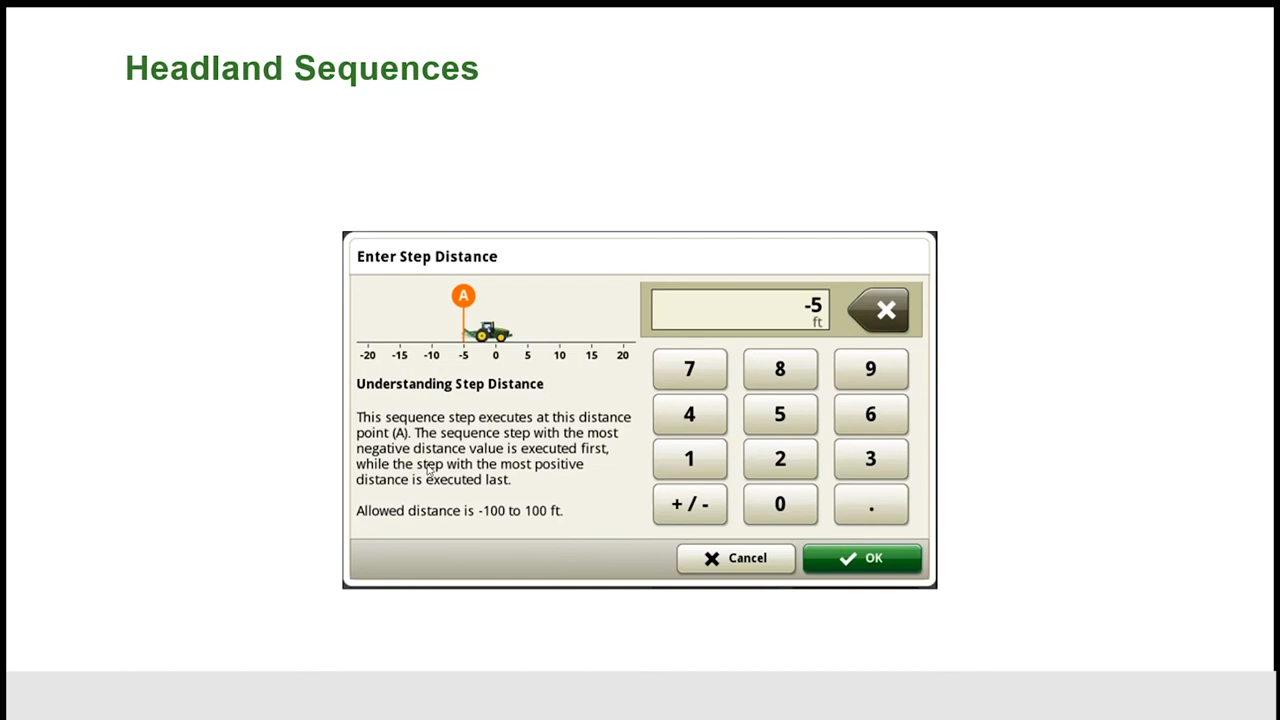 Headland Sequences
Enter Step Distance
A
-20 -15 -10 -5 0 5 10 15 20
Understanding Step Distance
This sequence step executes at this distance
point (A). The sequence step with the most
negative distance value is executed first,
while the step with the most positive
distance is executed last.
Allowed distance is -100 to 100 ft.
-5
ft
7 8 9
4 5 6
1 2 3
+ / - 0 .
Cancel OK